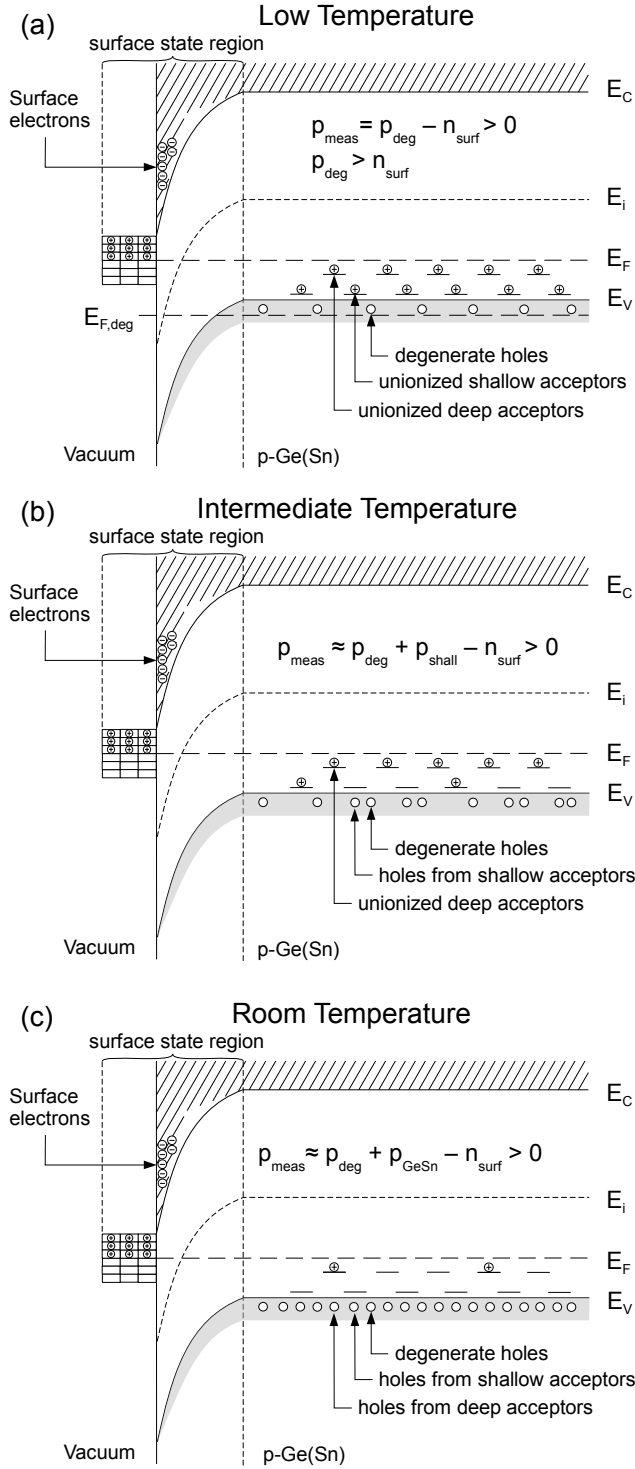 (a)
Low Temperature
surface state region
Surface
electrons
E_C
p_meas = p_deg – n_surf > 0
p_deg > n_surf
E_i
E_F
E_V
E_F,deg
degenerate holes
unionized shallow acceptors
unionized deep acceptors
Vacuum
p-Ge(Sn)
(b)
Intermediate Temperature
surface state region
Surface
electrons
E_C
p_meas ≈ p_deg + p_shall – n_surf > 0
E_i
E_F
E_V
degenerate holes
holes from shallow acceptors
unionized deep acceptors
Vacuum
p-Ge(Sn)
(c)
Room Temperature
surface state region
Surface
electrons
E_C
p_meas ≈ p_deg + p_GeSn – n_surf > 0
E_i
E_F
E_V
degenerate holes
holes from shallow acceptors
holes from deep acceptors
Vacuum
p-Ge(Sn)